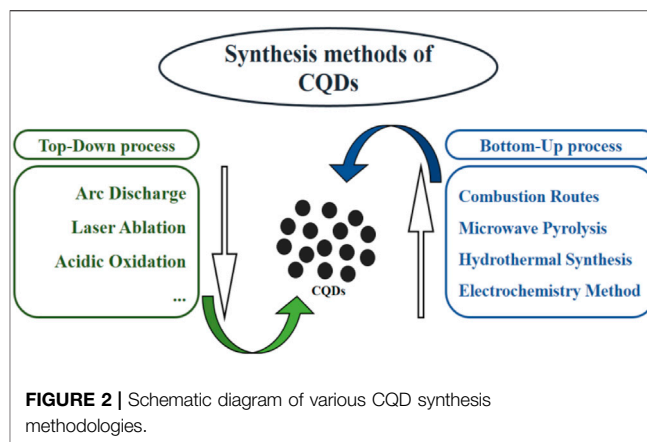 Synthesis methods of
CQDs
Top-Down process
Arc Discharge
Laser Ablation
Acidic Oxidation
...
CQDs
Bottom-Up process
Combustion Routes
Microwave Pyrolysis
Hydrothermal Synthesis
Electrochemistry Method
FIGURE 2 | Schematic diagram of various CQD synthesis
methodologies.